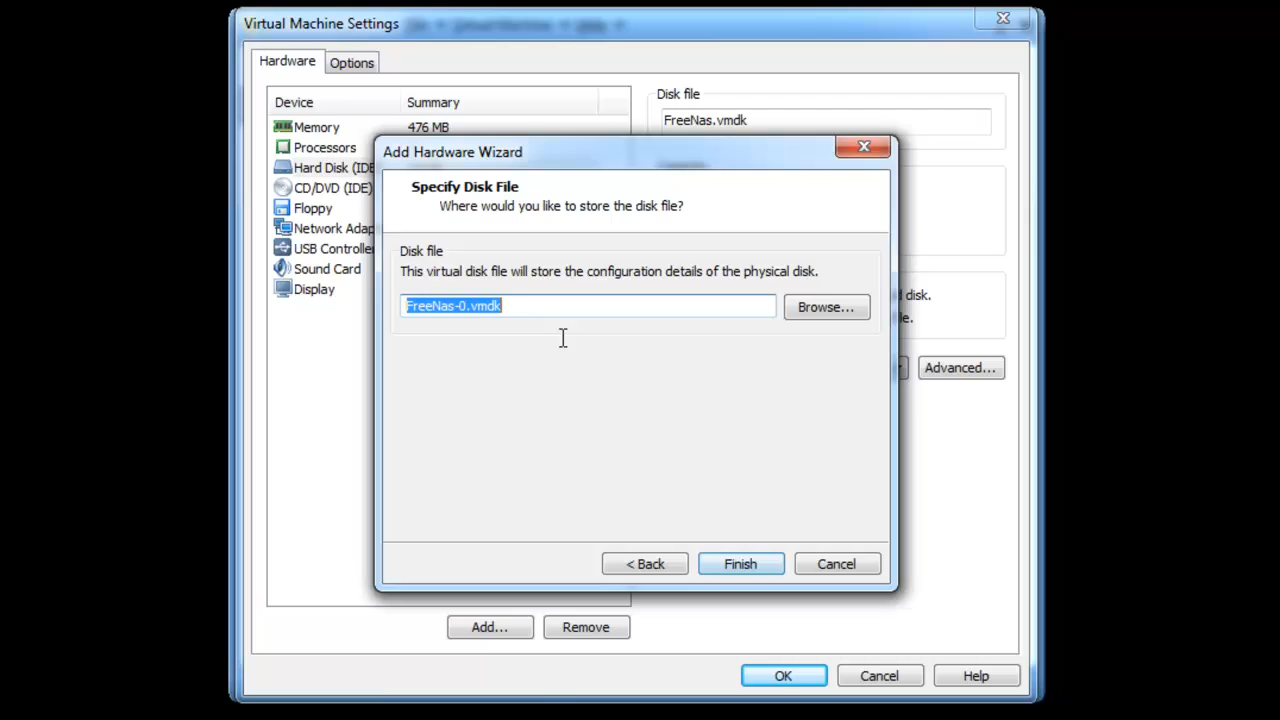 Virtual Machine Settings
Hardware
Options
Device Summary
Memory 476 MB
Processors
Hard Disk (IDE
CD/DVD (IDE)
Floppy
Network Adap
USB Controller
Sound Card
Display
Add... Remove
Disk file
FreeNas.vmdk
disk.
le.
Advanced...
Add Hardware Wizard
Specify Disk File
Where would you like to store the disk file?
Disk file
This virtual disk file will store the configuration details of the physical disk.
FreeNas-0.vmdk
Browse...
< Back Finish Cancel
OK Cancel Help